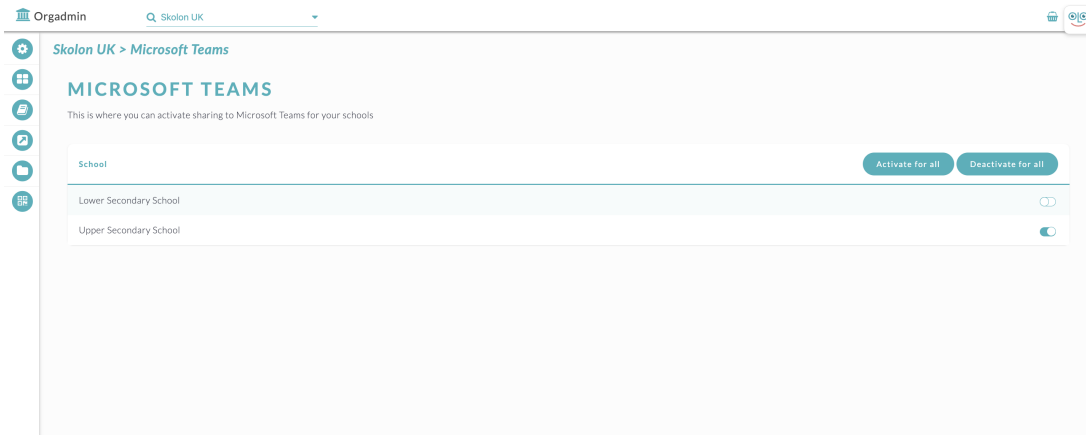 Orgadmin
Skolon UK
Skolon UK > Microsoft Teams
MICROSOFT TEAMS
This is where you can activate sharing to Microsoft Teams for your schools
School
Activate for all
Deactivate for all
Lower Secondary School
Upper Secondary School